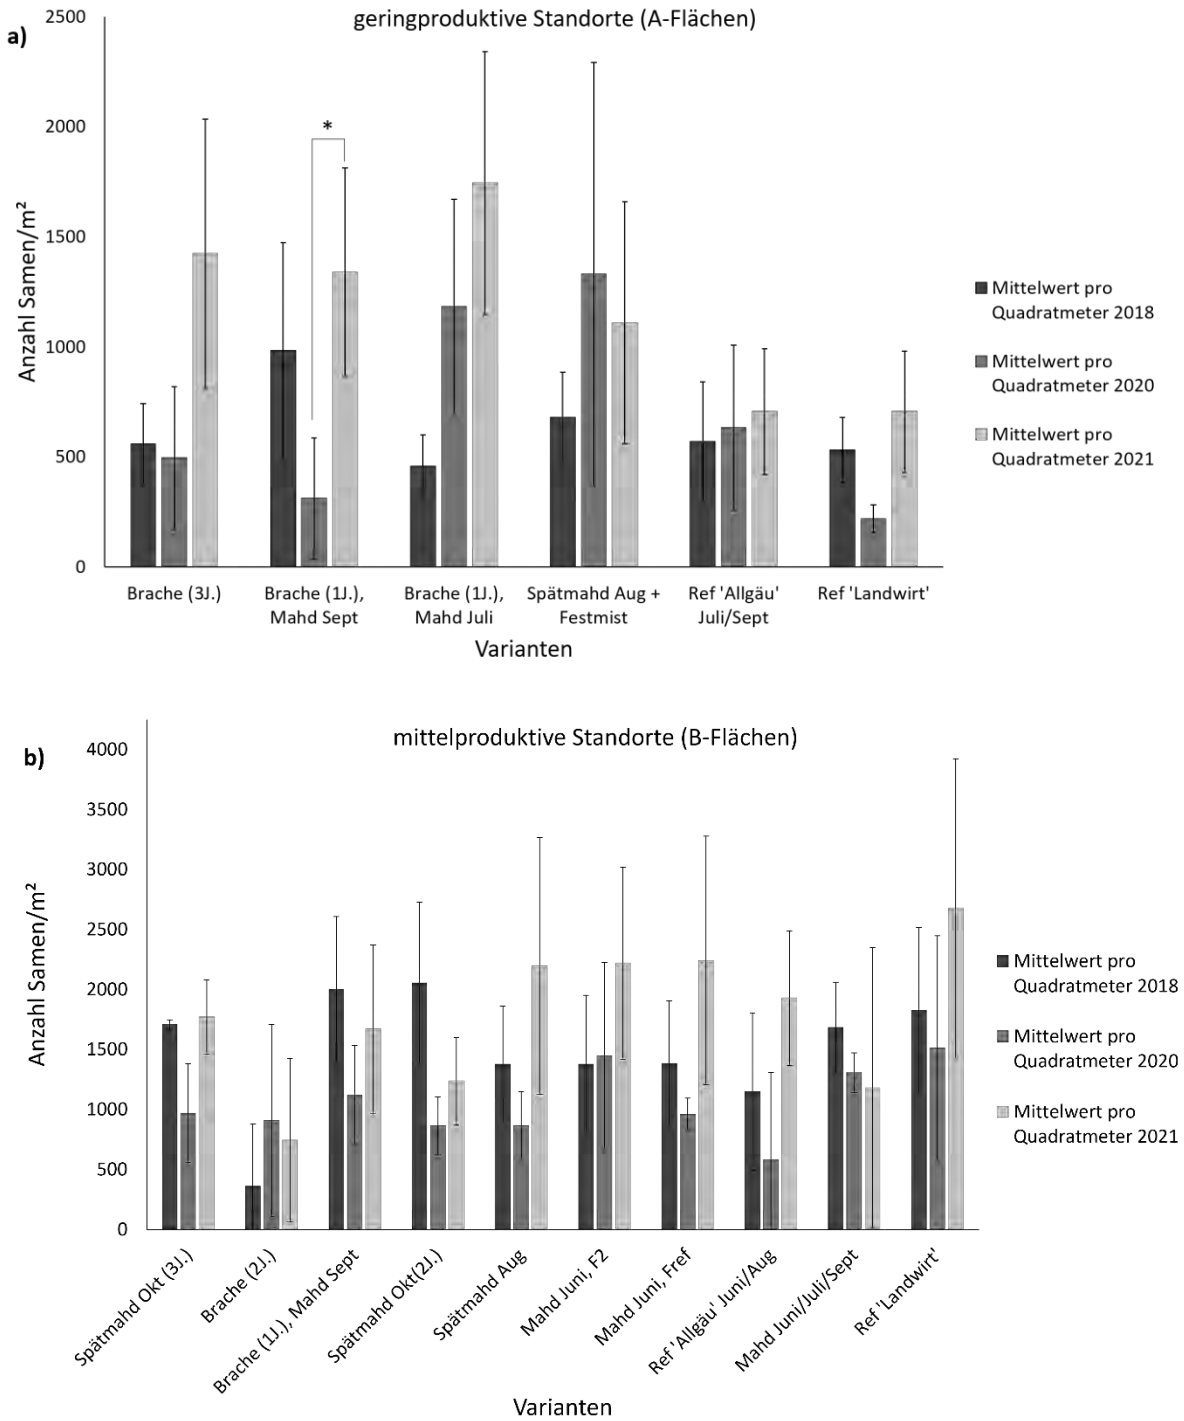 a)
geringproduktive Standorte (A-Flächen)
2500
2000
1500
1000
500
0
Anzahl Samen/m²
*
Brache (3J.)
Brache (1J.),
Mahd Sept
Brache (1J.),
Mahd Juli
Spätmahd Aug +
Festmist
Ref 'Allgäu'
Juli/Sept
Ref 'Landwirt'
Varianten
Mittelwert pro
Quadratmeter 2018
Mittelwert pro
Quadratmeter 2020
Mittelwert pro
Quadratmeter 2021
b)
mittelproduktive Standorte (B-Flächen)
4000
3500
3000
2500
2000
1500
1000
500
0
Anzahl Samen/m²
Spätmahd Okt (3J.)
Brache (2J.)
Brache (1J.), Mahd Sept
Spätmahd Okt(2J.)
Spätmahd Aug
Mahd Juni, F2
Mahd Juni, Fref
Ref 'Allgäu' Juni/Aug
Mahd Juni/Juli/Sept
Ref 'Landwirt'
Varianten
Mittelwert pro
Quadratmeter 2018
Mittelwert pro
Quadratmeter 2020
Mittelwert pro
Quadratmeter 2021